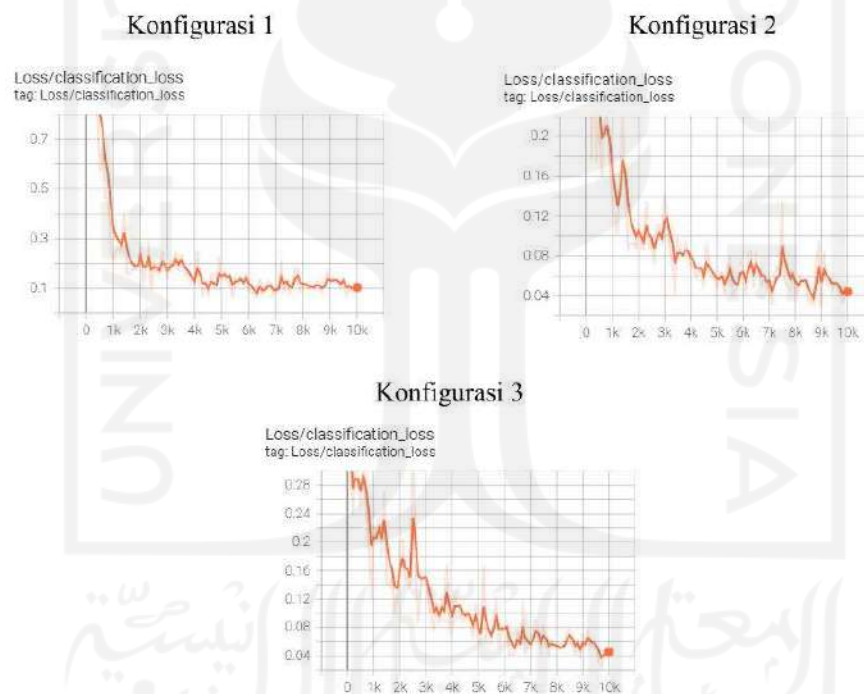 Konfigurasi 1
Loss/classification_loss
tag: Loss/classification_loss
0.7
0.5
0.3
0.1
0 1k 2k 3k 4k 5k 6k 7k 8k 9k 10k
Konfigurasi 2
Loss/classification_loss
tag: Loss/classification_loss
0.2
0.16
0.12
0.08
0.04
0 1k 2k 3k 4k 5k 6k 7k 8k 9k 10k
Konfigurasi 3
Loss/classification_loss
tag: Loss/classification_loss
0.28
0.24
0.2
0.16
0.12
0.08
0.04
0 1k 2k 3k 4k 5k 6k 7k 8k 9k 10k